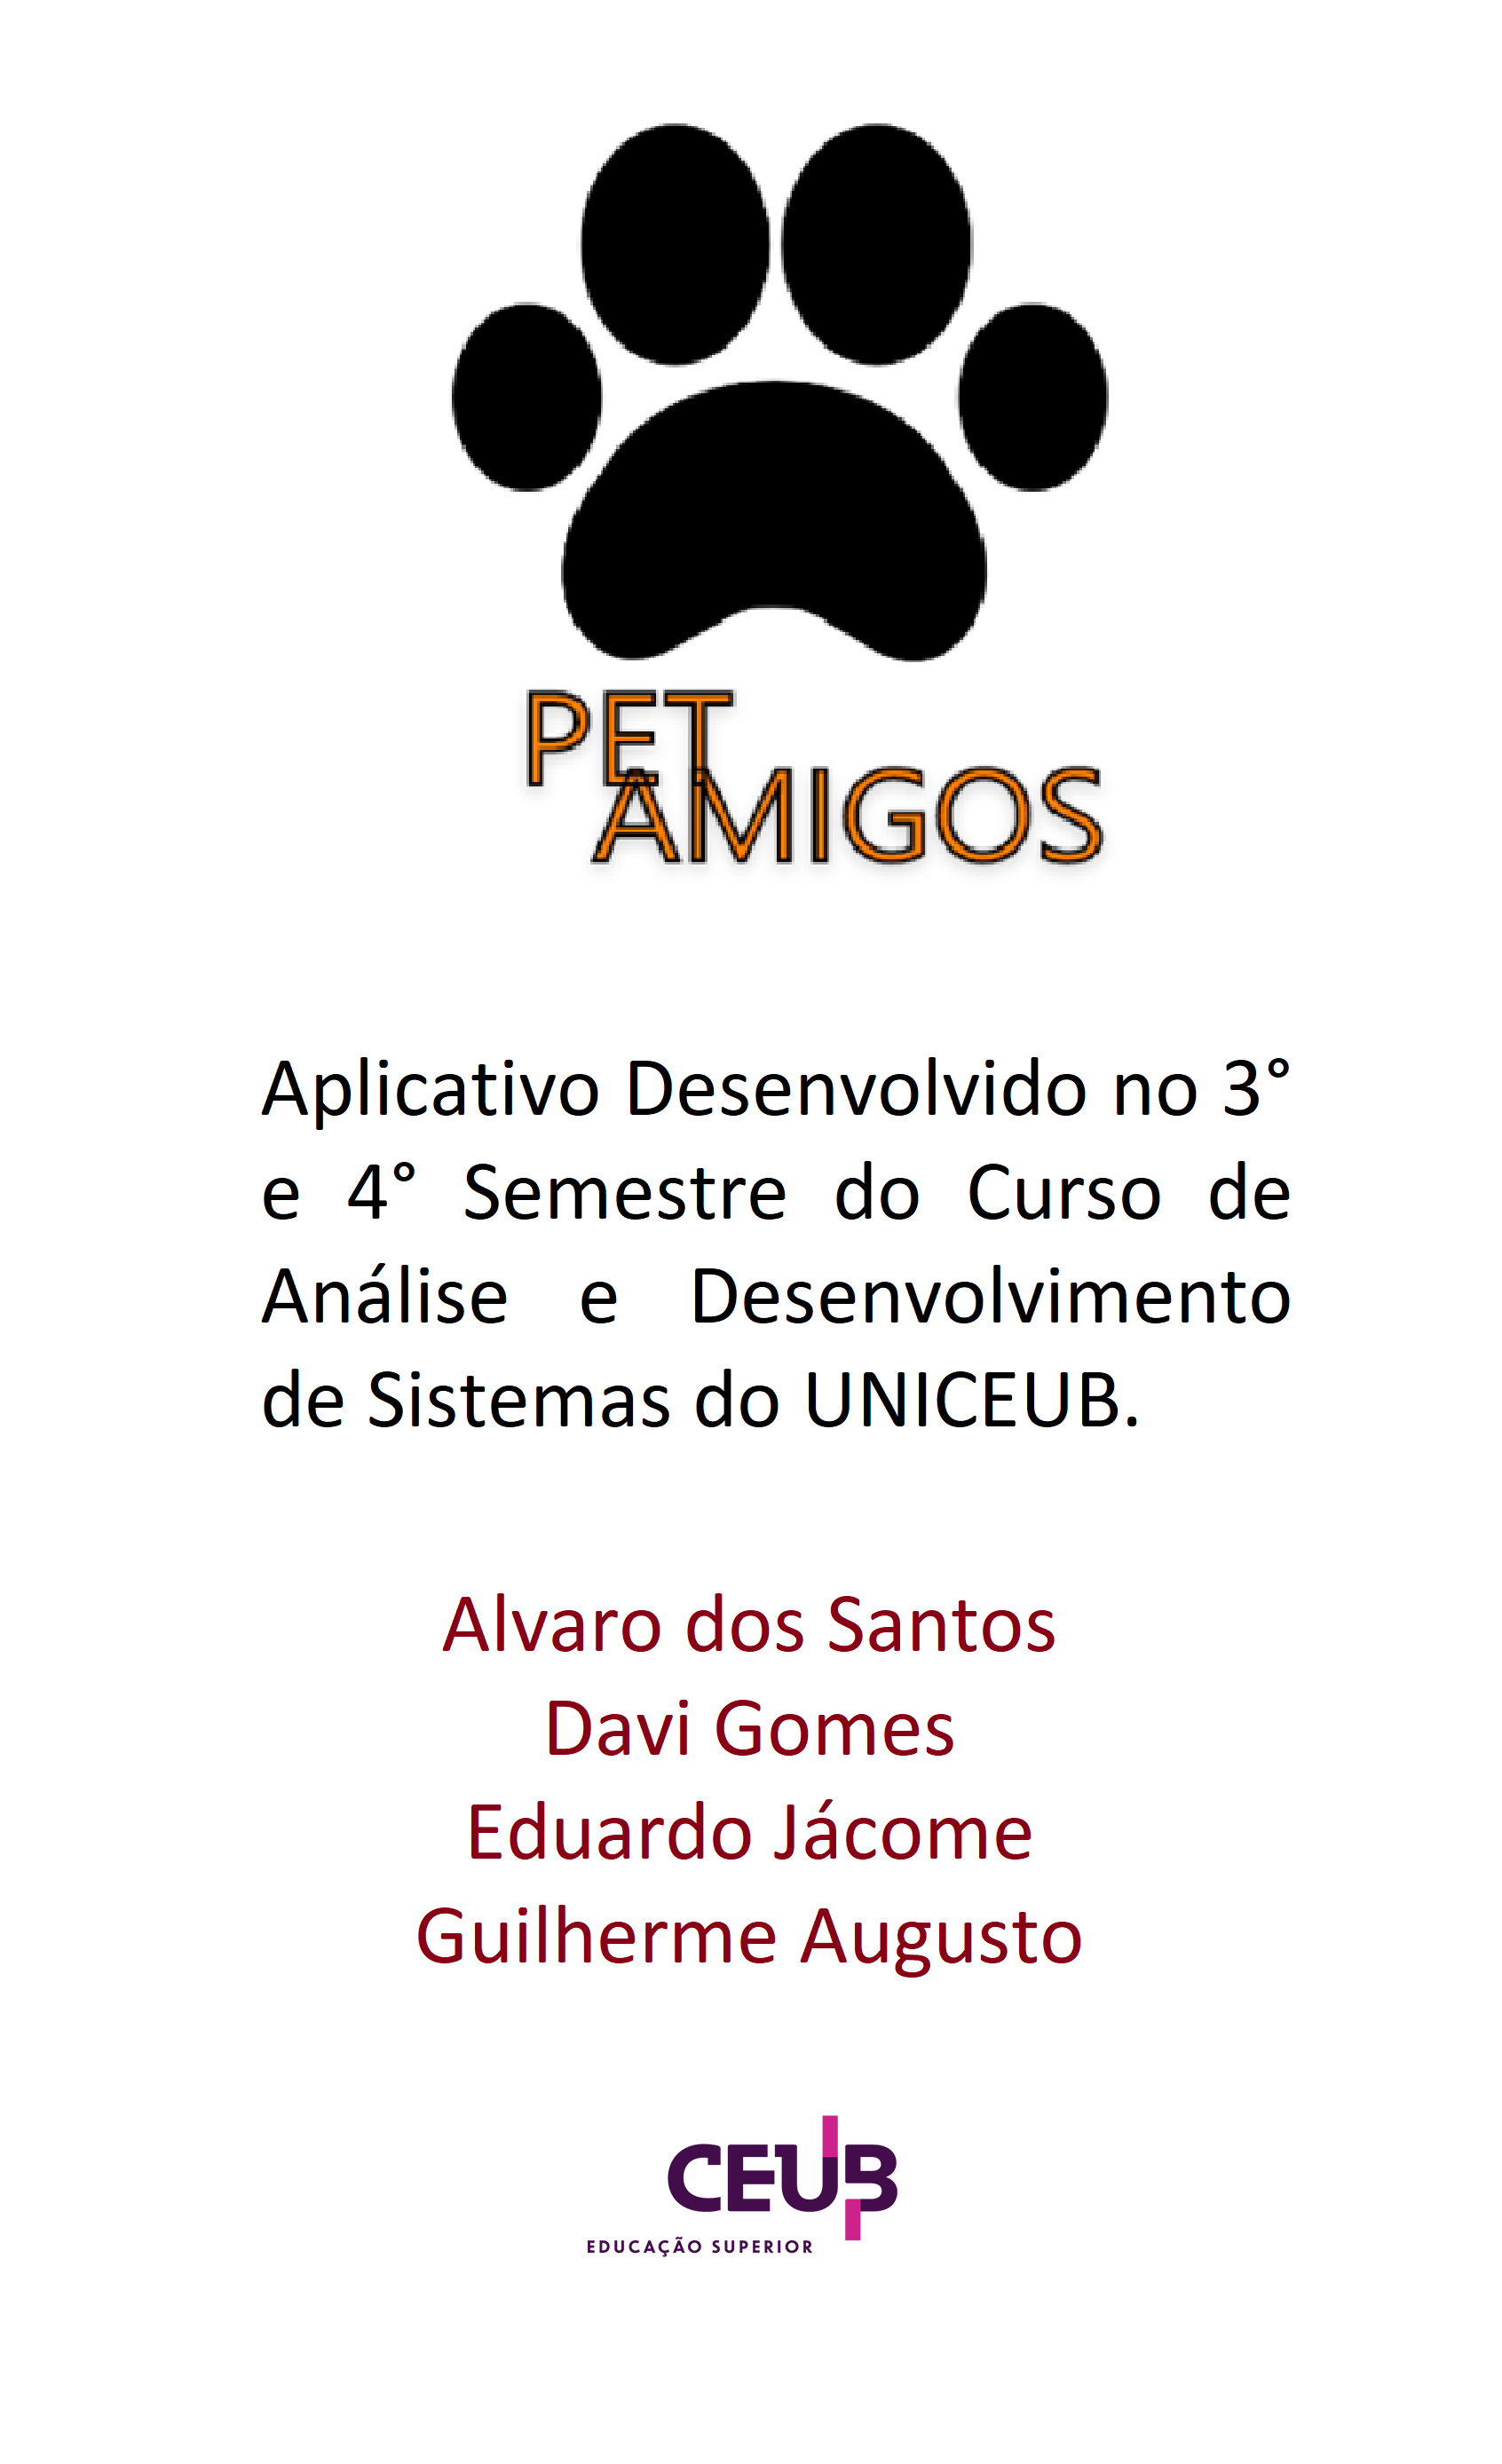 PET
AMIGOS
Aplicativo Desenvolvido no 3°
e 4° Semestre do Curso de
Análise e Desenvolvimento
de Sistemas do UNICEUB.
Alvaro dos Santos
Davi Gomes
Eduardo Jácome
Guilherme Augusto
CEUB
EDUCAÇÃO SUPERIOR